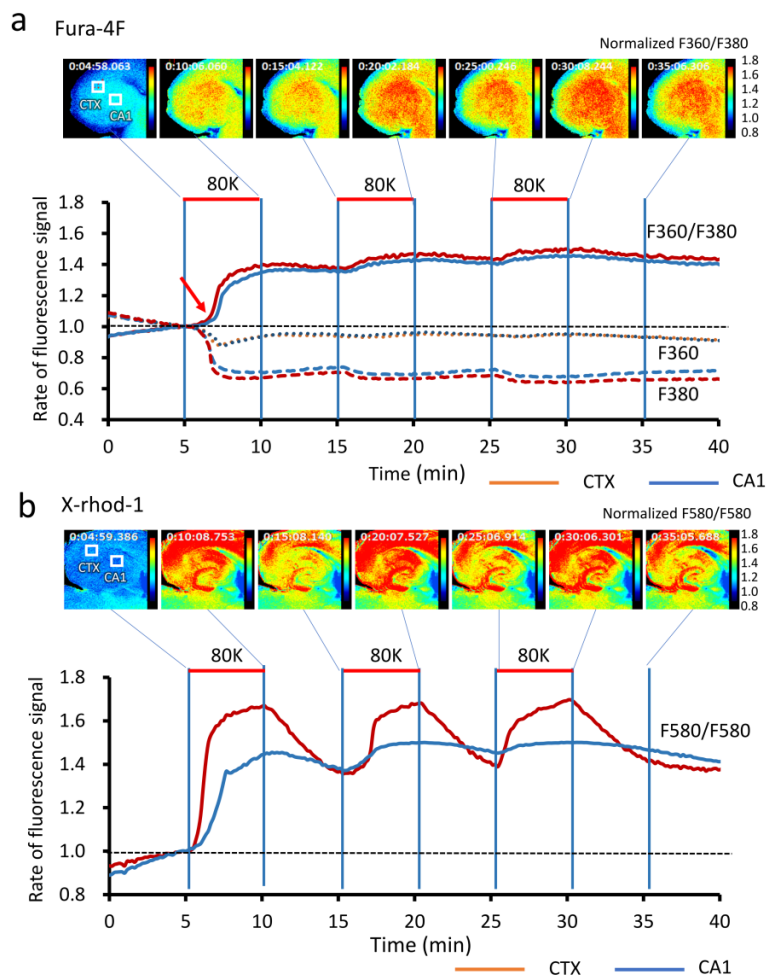 a
Fura-4F
Normalized F360/F380
0:04:58.063 0:10:06.060 0:15:04.122 0:20:02.184 0:25:00.246 0:30:08.244 0:35:06.306
CTX
CA1
1.8
1.6
1.4
1.2
1.0
0.8
80K 80K 80K
Rate of fluorescence signal
1.8
1.6
1.4
1.2
1.0
0.8
0.6
0.4
F360/F380
F360
F380
0 5 10 15 20 25 30 35 40
Time (min)
CTX CA1
b
X-rhod-1
Normalized F580/F580
0:04:59.386 0:10:08.753 0:15:08.140 0:20:07.527 0:25:06.914 0:30:06.301 0:35:05.688
CTX
CA1
1.8
1.6
1.4
1.2
1.0
0.8
80K 80K 80K
Rate of fluorescence signal
1.8
1.6
1.4
1.2
1.0
0.8
F580/F580
0 5 10 15 20 25 30 35 40
Time (min)
CTX CA1